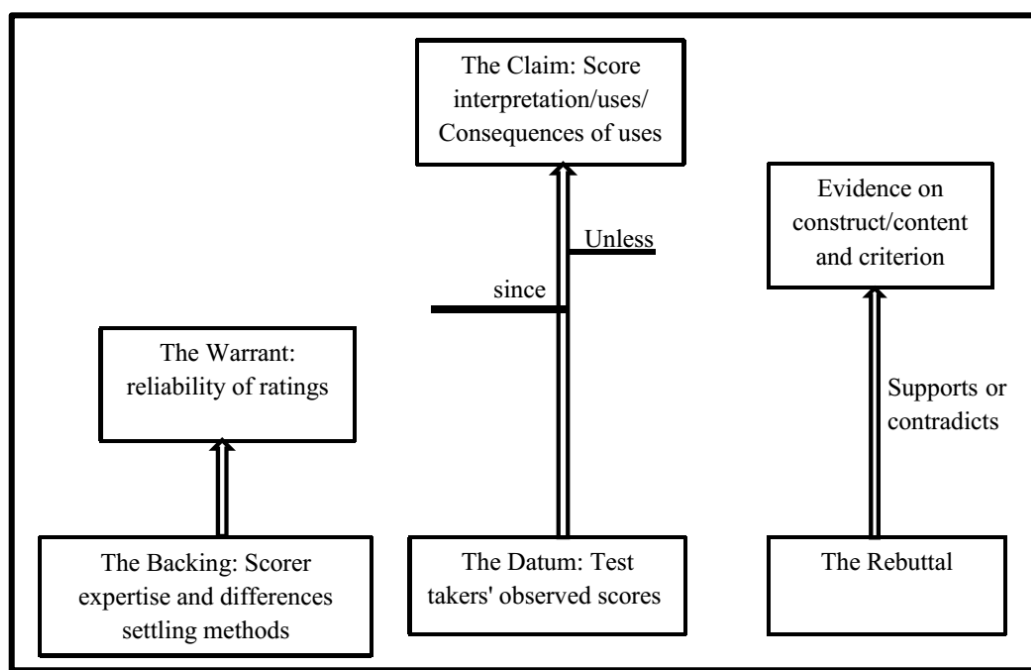 The Claim: Score
interpretation/uses/
Consequences of uses
Evidence on
construct/content
and criterion
Unless
since
The Warrant:
reliability of ratings
Supports or
contradicts
The Backing: Scorer
expertise and differences
settling methods
The Datum: Test
takers' observed scores
The Rebuttal